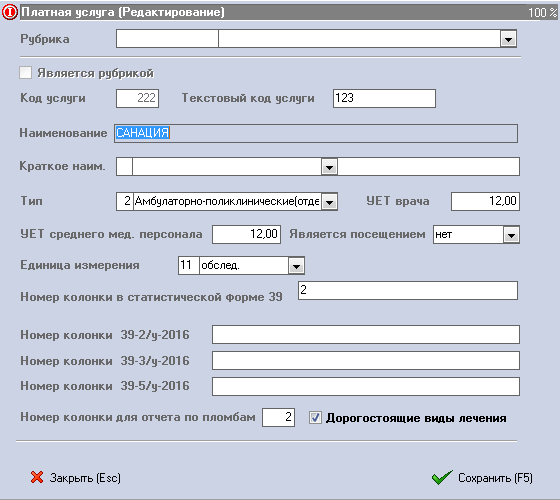 Платная услуга (Редактирование) 100 %
Рубрика
Является рубрикой
Код услуги 222 Текстовый код услуги 123
Наименование САНАЦИЯ
Краткое наим.
Тип 2 Амбулаторно-поликлинические(отде УЕТ врача 12,00
УЕТ среднего мед. персонала 12,00 Является посещением нет
Единица измерения 11 обслед.
Номер колонки в статистической форме 39 2
Номер колонки 39-2/у-2016
Номер колонки 39-3/у-2016
Номер колонки 39-5/у-2016
Номер колонки для отчета по пломбам 2 Дорогостоящие виды лечения
Закрыть (Esc) Сохранить (F5)